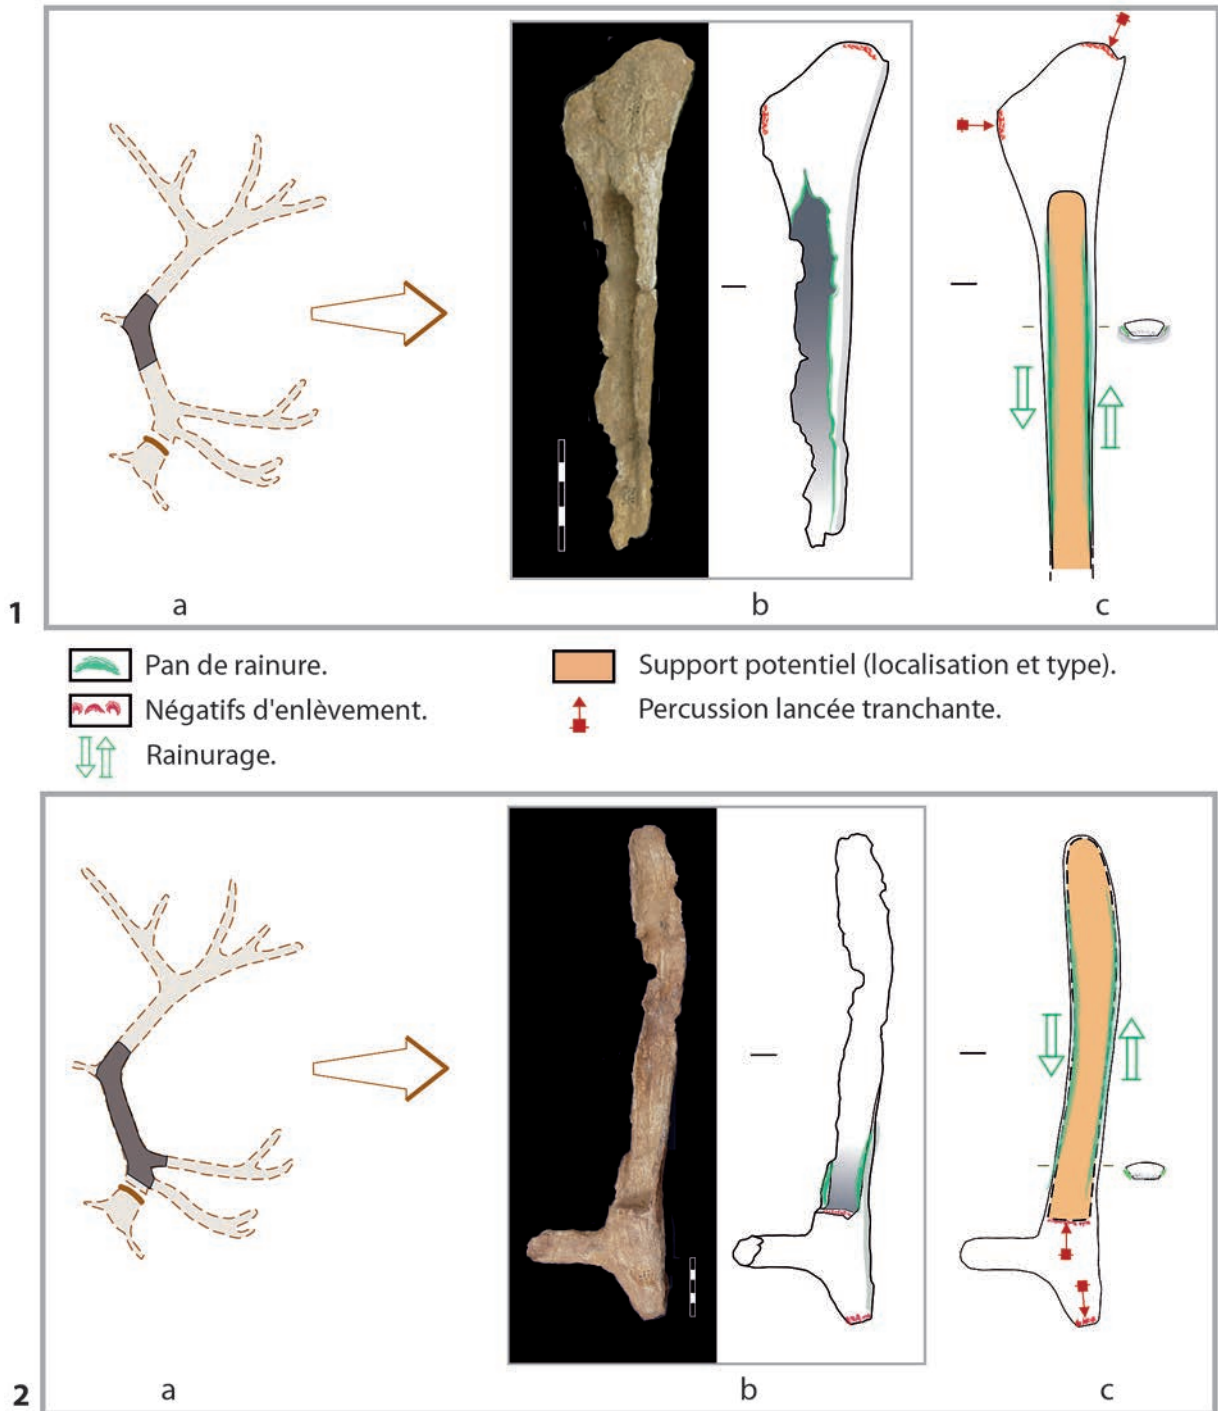 a
b
c
1
Pan de rainure.
Négatifs d'enlèvement.
Rainurage.
Support potentiel (localisation et type).
Percussion lancée tranchante.
a
b
c
2